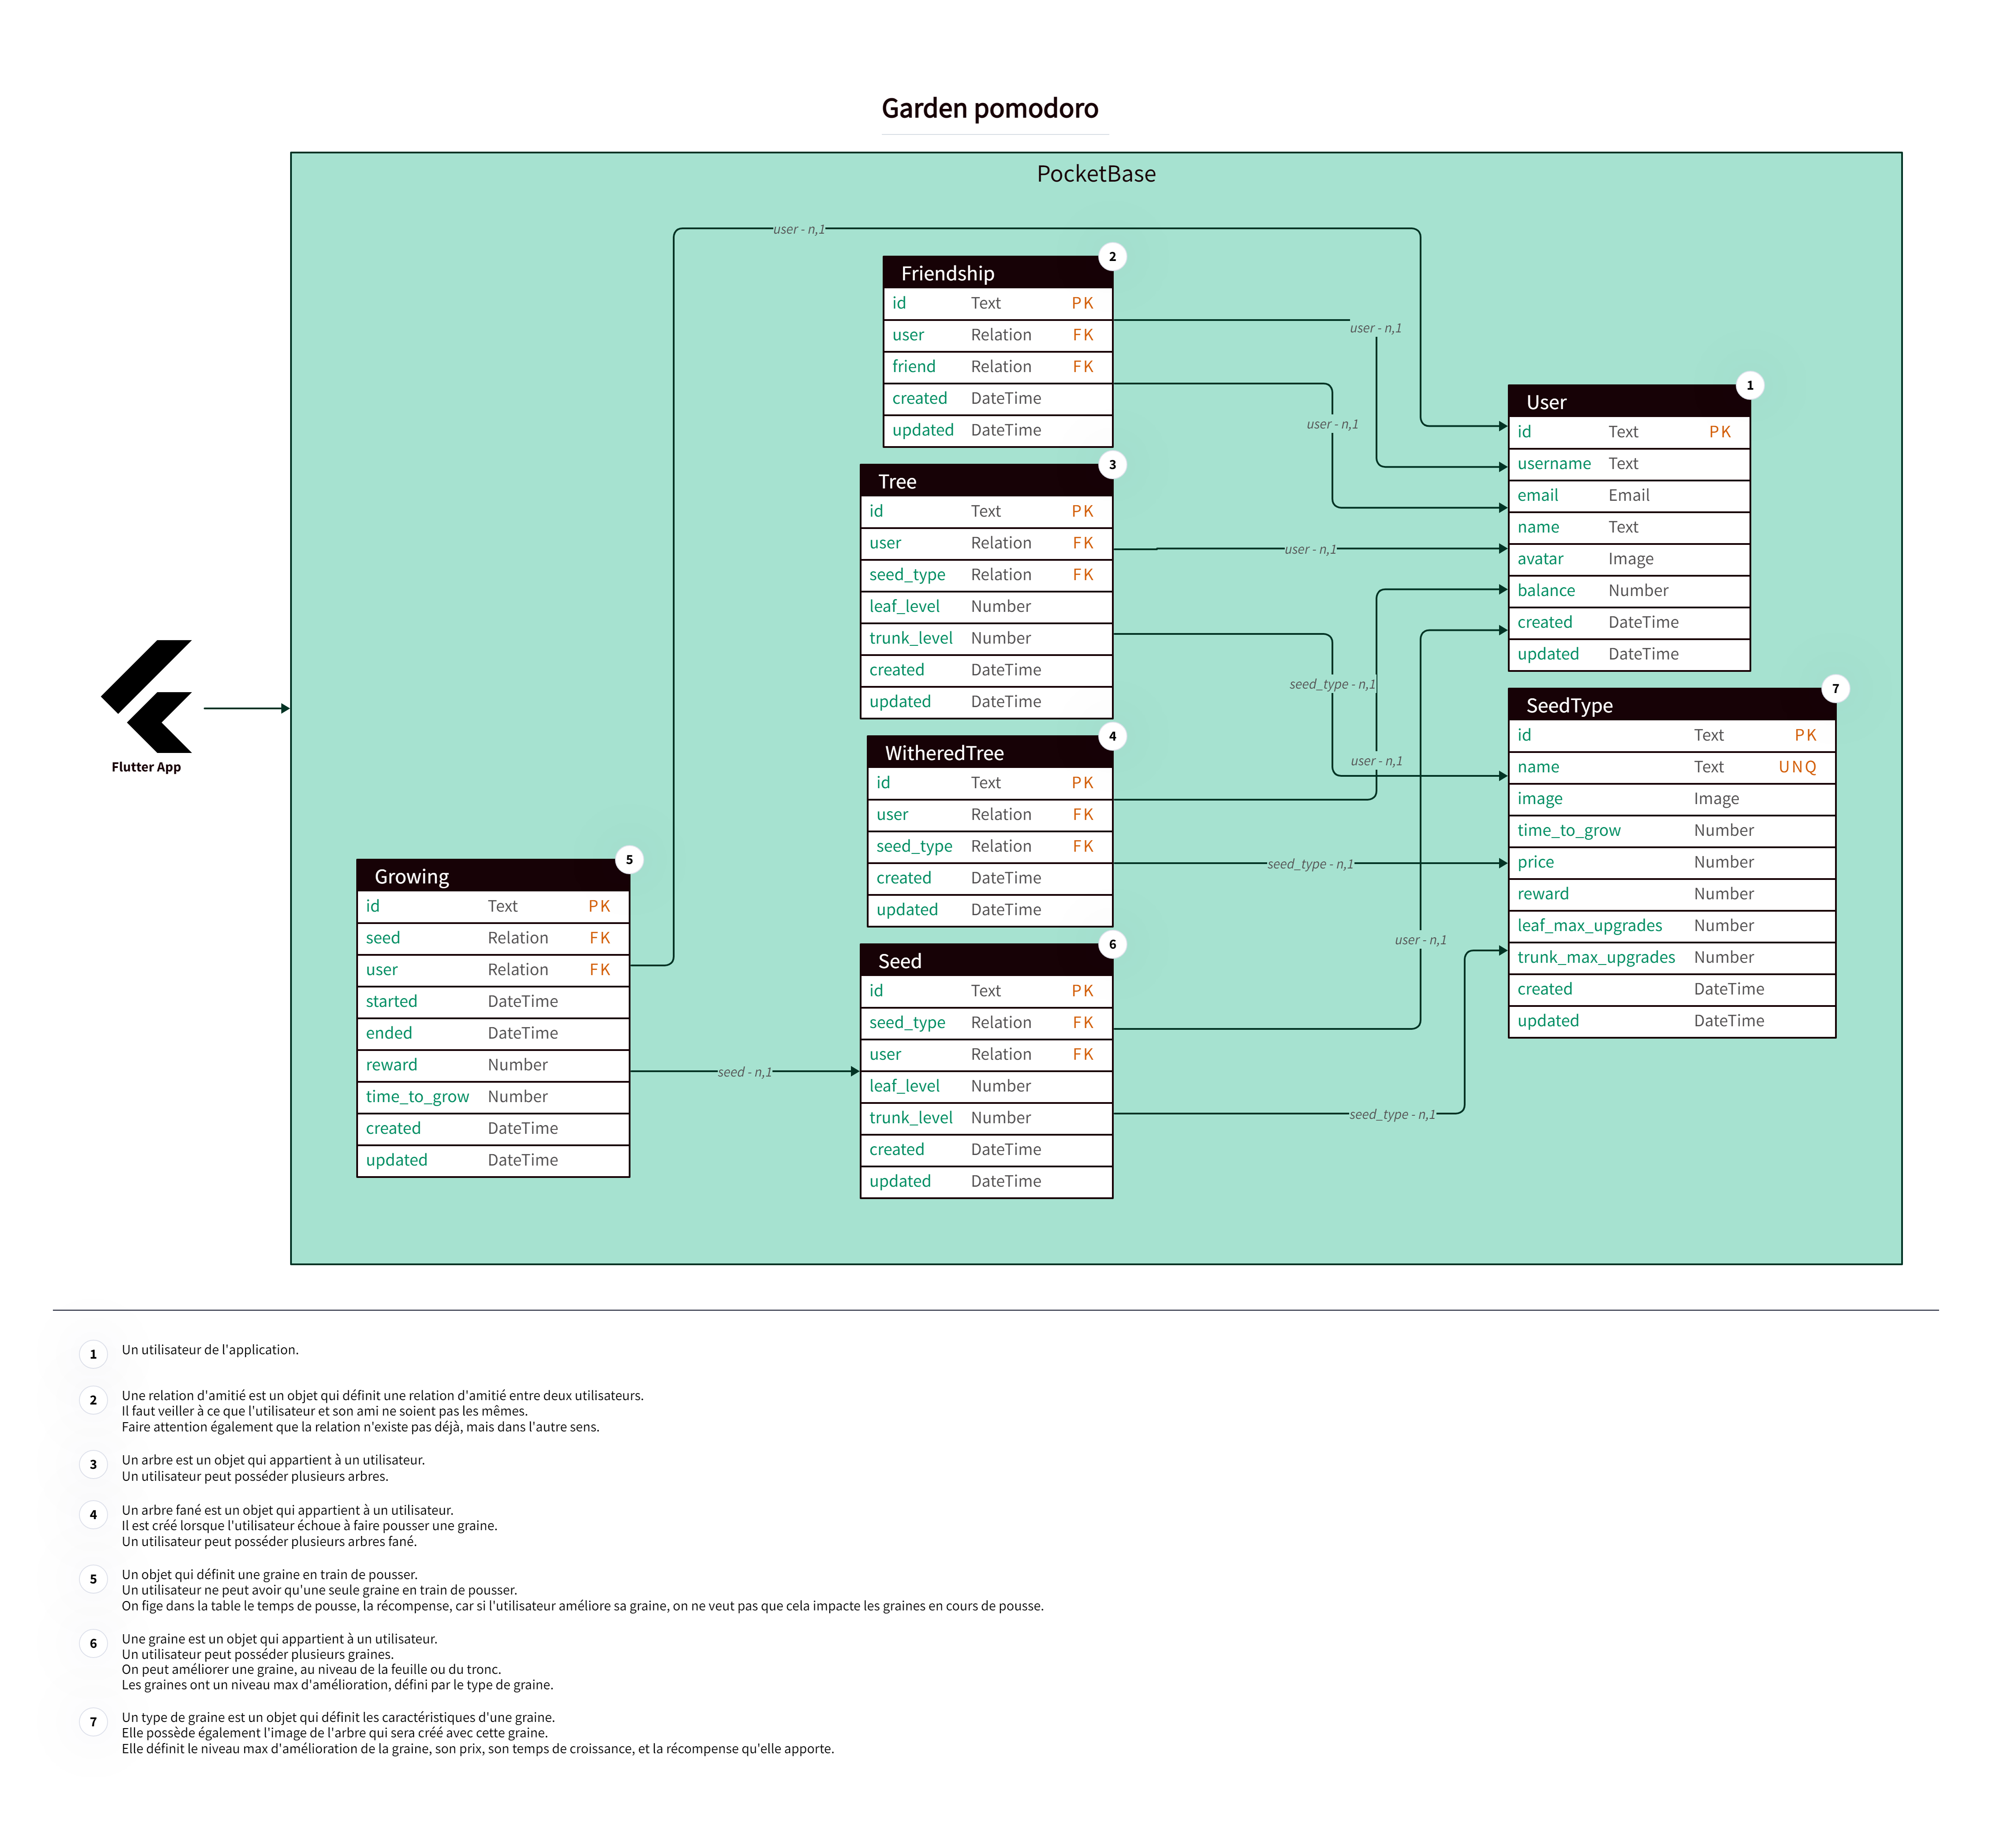 Garden pomodoro
PocketBase
user - n,1
2
Friendship
id Text PK
user Relation FK
friend Relation FK
created DateTime
updated DateTime
user - n,1
user - n,1
1
User
id Text PK
username Text
email Email
name Text
avatar Image
balance Number
created DateTime
updated DateTime
3
Tree
id Text PK
user Relation FK
seed_type Relation FK
leaf_level Number
trunk_level Number
created DateTime
updated DateTime
user - n,1
seed_type - n,1
7
SeedType
id Text PK
name Text UNQ
image Image
time_to_grow Number
price Number
reward Number
leaf_max_upgrades Number
trunk_max_upgrades Number
created DateTime
updated DateTime
Flutter App
4
WitheredTree
id Text PK
user Relation FK
seed_type Relation FK
created DateTime
updated DateTime
user - n,1
seed_type - n,1
5
Growing
id Text PK
seed Relation FK
user Relation FK
started DateTime
ended DateTime
reward Number
time_to_grow Number
created DateTime
updated DateTime
seed - n,1
6
Seed
id Text PK
seed_type Relation FK
user Relation FK
leaf_level Number
trunk_level Number
created DateTime
updated DateTime
user - n,1
seed_type - n,1
1 Un utilisateur de l'application.
2 Une relation d'amitié est un objet qui définit une relation d'amitié entre deux utilisateurs.
Il faut veiller à ce que l'utilisateur et son ami ne soient pas les mêmes.
Faire attention également que la relation n'existe pas déjà, mais dans l'autre sens.
3 Un arbre est un objet qui appartient à un utilisateur.
Un utilisateur peut posséder plusieurs arbres.
4 Un arbre fané est un objet qui appartient à un utilisateur.
Il est créé lorsque l'utilisateur échoue à faire pousser une graine.
Un utilisateur peut posséder plusieurs arbres fané.
5 Un objet qui définit une graine en train de pousser.
Un utilisateur ne peut avoir qu'une seule graine en train de pousser.
On fige dans la table le temps de pousse, la récompense, car si l'utilisateur améliore sa graine, on ne veut pas que cela impacte les graines en cours de pousse.
6 Une graine est un objet qui appartient à un utilisateur.
Un utilisateur peut posséder plusieurs graines.
On peut améliorer une graine, au niveau de la feuille ou du tronc.
Les graines ont un niveau max d'amélioration, défini par le type de graine.
7 Un type de graine est un objet qui définit les caractéristiques d'une graine.
Elle possède également l'image de l'arbre qui sera créé avec cette graine.
Elle définit le niveau max d'amélioration de la graine, son prix, son temps de croissance, et la récompense qu'elle apporte.